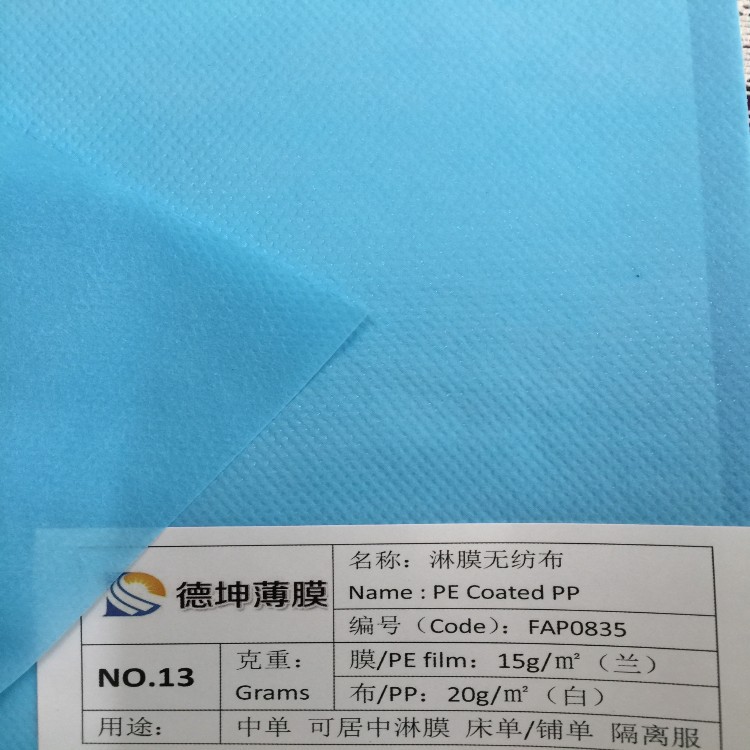 德坤薄膜
名称：淋膜无纺布
Name : PE Coated PP
编号（Code）: FAP0835
NO.13
克重：
Grams
膜/PE film：15g/㎡（兰）
布/PP：20g/㎡（白）
用途：
中单 可居中淋膜 床单/铺单 隔离服